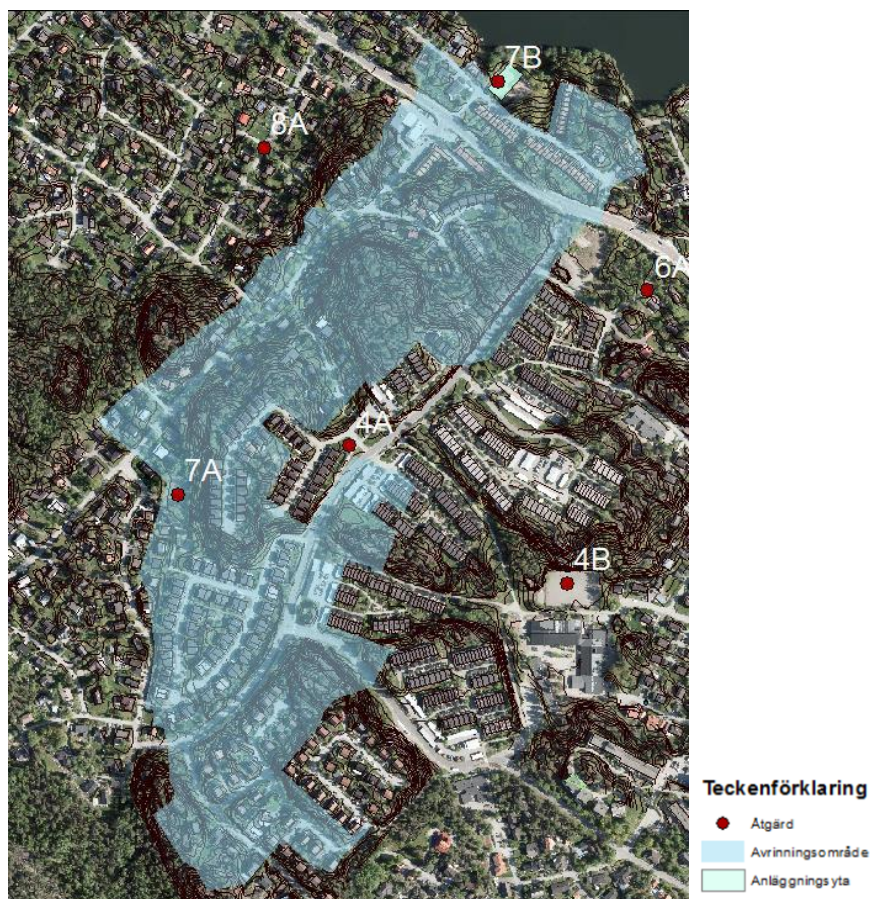 7B
8A
6A
4A
7A
4B
Teckenförklaring
Åtgärd
Avrinningsområde
Anläggningsyta